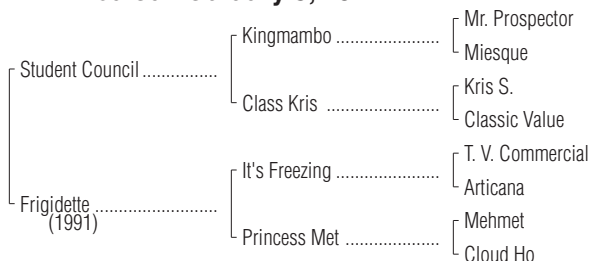 Kingmambo ....................
Mr. Prospector
Miesque
Student Council ...............
Class Kris ......................
Kris S.
Classic Value
It's Freezing ....................
T. V. Commercial
Articana
Frigidette ........................
(1991)
Princess Met ..................
Mehmet
Cloud Ho